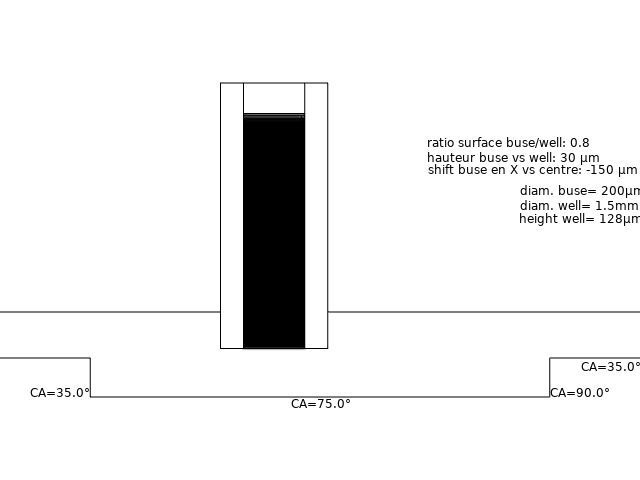 ratio surface buse/well: 0.8
hauteur buse vs well: 30 µm
shift buse en X vs centre: -150 µm
diam. buse= 200µm
diam. well= 1.5mm
height well= 128µm
CA=35.0°
CA=35.0°
CA=90.0°
CA=75.0°